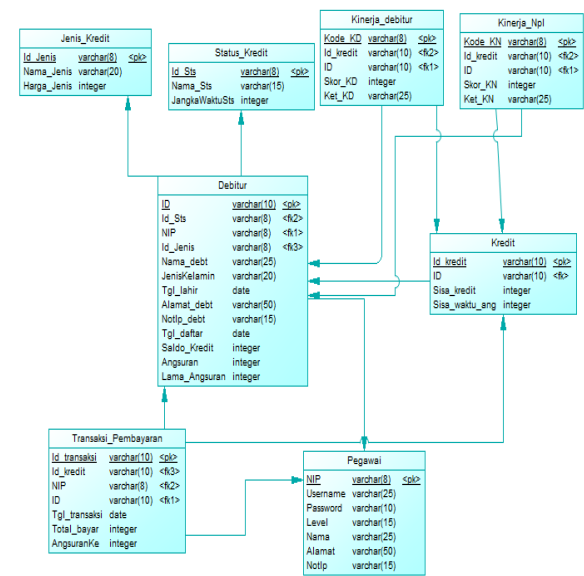 Jenis_Kredit
Id_Jenis varchar(8) <pk>
Nama_Jenis varchar(20)
Harga_Jenis integer
Status_Kredit
Id_Sts varchar(8) <pk>
Nama_Sts varchar(15)
JangkaWaktuSts integer
Kinerja_debitur
Kode_KD varchar(8) <pk>
Id_kredit varchar(10) <fk2>
ID varchar(10) <fk1>
Skor_KD integer
Ket_KD varchar(25)
Kinerja_Npl
Kode_KN varchar(8) <pk>
Id_kredit varchar(10) <fk2>
ID varchar(10) <fk1>
Skor_KN integer
Ket_KN varchar(25)
Debitur
ID varchar(10) <pk>
Id_Sts varchar(8) <fk2>
NIP varchar(8) <fk1>
Id_Jenis varchar(8) <fk3>
Nama_debt varchar(25)
JenisKelamin varchar(20)
Tgl_lahir date
Alamat_debt varchar(50)
Notlp_debt varchar(15)
Tgl_daftar date
Saldo_Kredit integer
Angsuran integer
Lama_Angsuran integer
Kredit
Id_kredit varchar(10) <pk>
ID varchar(10) <fk>
Sisa_kredit integer
Sisa_waktu_ang integer
Transaksi_Pembayaran
Id_transaksi varchar(10) <pk>
Id_kredit varchar(10) <fk3>
NIP varchar(8) <fk2>
ID varchar(10) <fk1>
Tgl_transaksi date
Total_bayar integer
AngsuranKe integer
Pegawai
NIP varchar(8) <pk>
Username varchar(25)
Password varchar(10)
Level varchar(15)
Nama varchar(25)
Alamat varchar(50)
Notlp varchar(15)